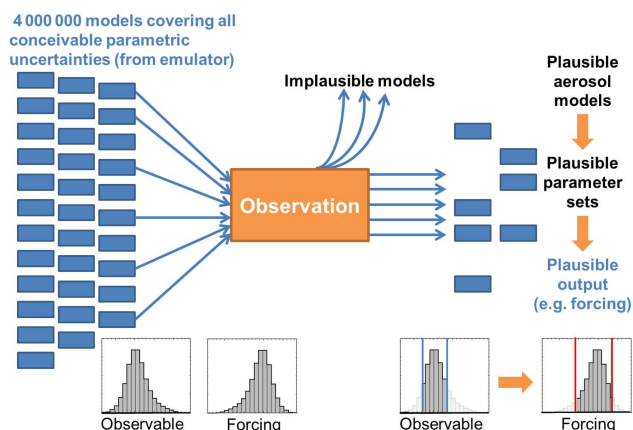 4 000 000 models covering all
conceivable parametric
uncertainties (from emulator)
Implausible models
Observation
Plausible
aerosol
models
Plausible
parameter
sets
Plausible
output
(e.g. forcing)
Observable
Forcing
Observable
Forcing